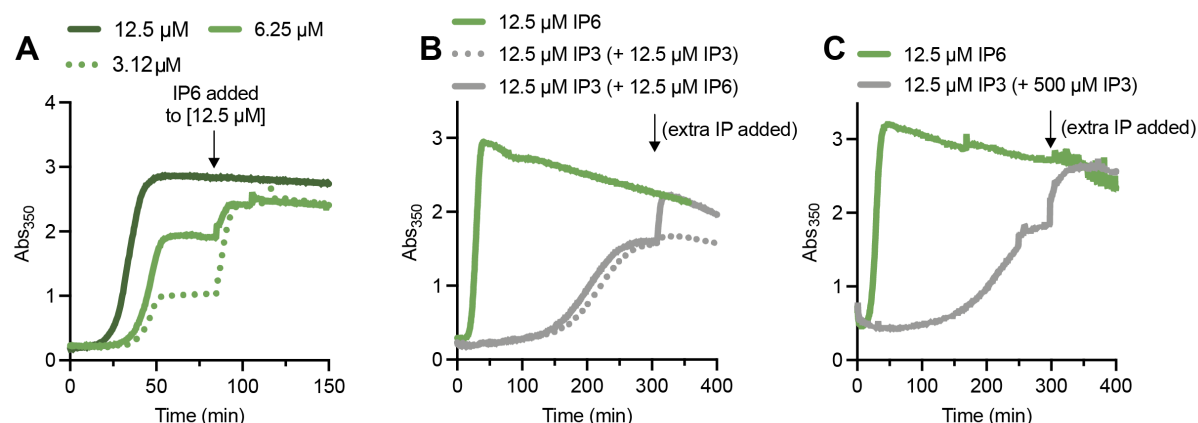 A
12.5 µM
6.25 µM
3.12µM
IP6 added
to [12.5 µM]
4
3
2
1
0
Abs350
0
50
100
150
Time (min)
B
12.5 µM IP6
12.5 µM IP3 (+ 12.5 µM IP3)
12.5 µM IP3 (+ 12.5 µM IP6)
(extra IP added)
3
2
1
0
Abs350
0
100
200
300
400
Time (min)
C
12.5 µM IP6
12.5 µM IP3 (+ 500 µM IP3)
(extra IP added)
3
2
1
0
Abs350
0
100
200
300
400
Time (min)